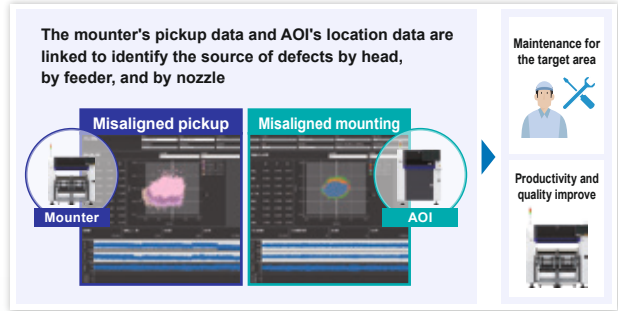 The mounter's pickup data and AOI's location data are
linked to identify the source of defects by head,
by feeder, and by nozzle
Misaligned pickup
Misaligned mounting
Mounter
AOI
Maintenance for
the target area
Productivity and
quality improve